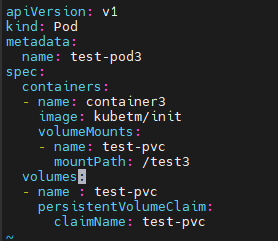 apiVersion: v1
kind: Pod
metadata:
  name: test-pod3
spec:
  containers:
  - name: container3
    image: kubetm/init
    volumeMounts:
    - name: test-pvc
      mountPath: /test3
  volumes:
  - name : test-pvc
    persistentVolumeClaim:
      claimName: test-pvc
~